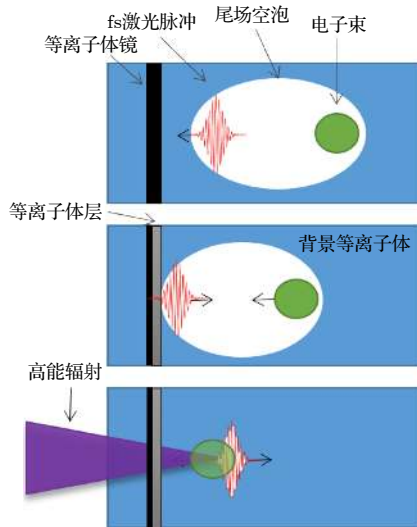 fs激光脉冲
尾场空泡
电子束
等离子体镜
等离子体层
背景等离子体
高能辐射